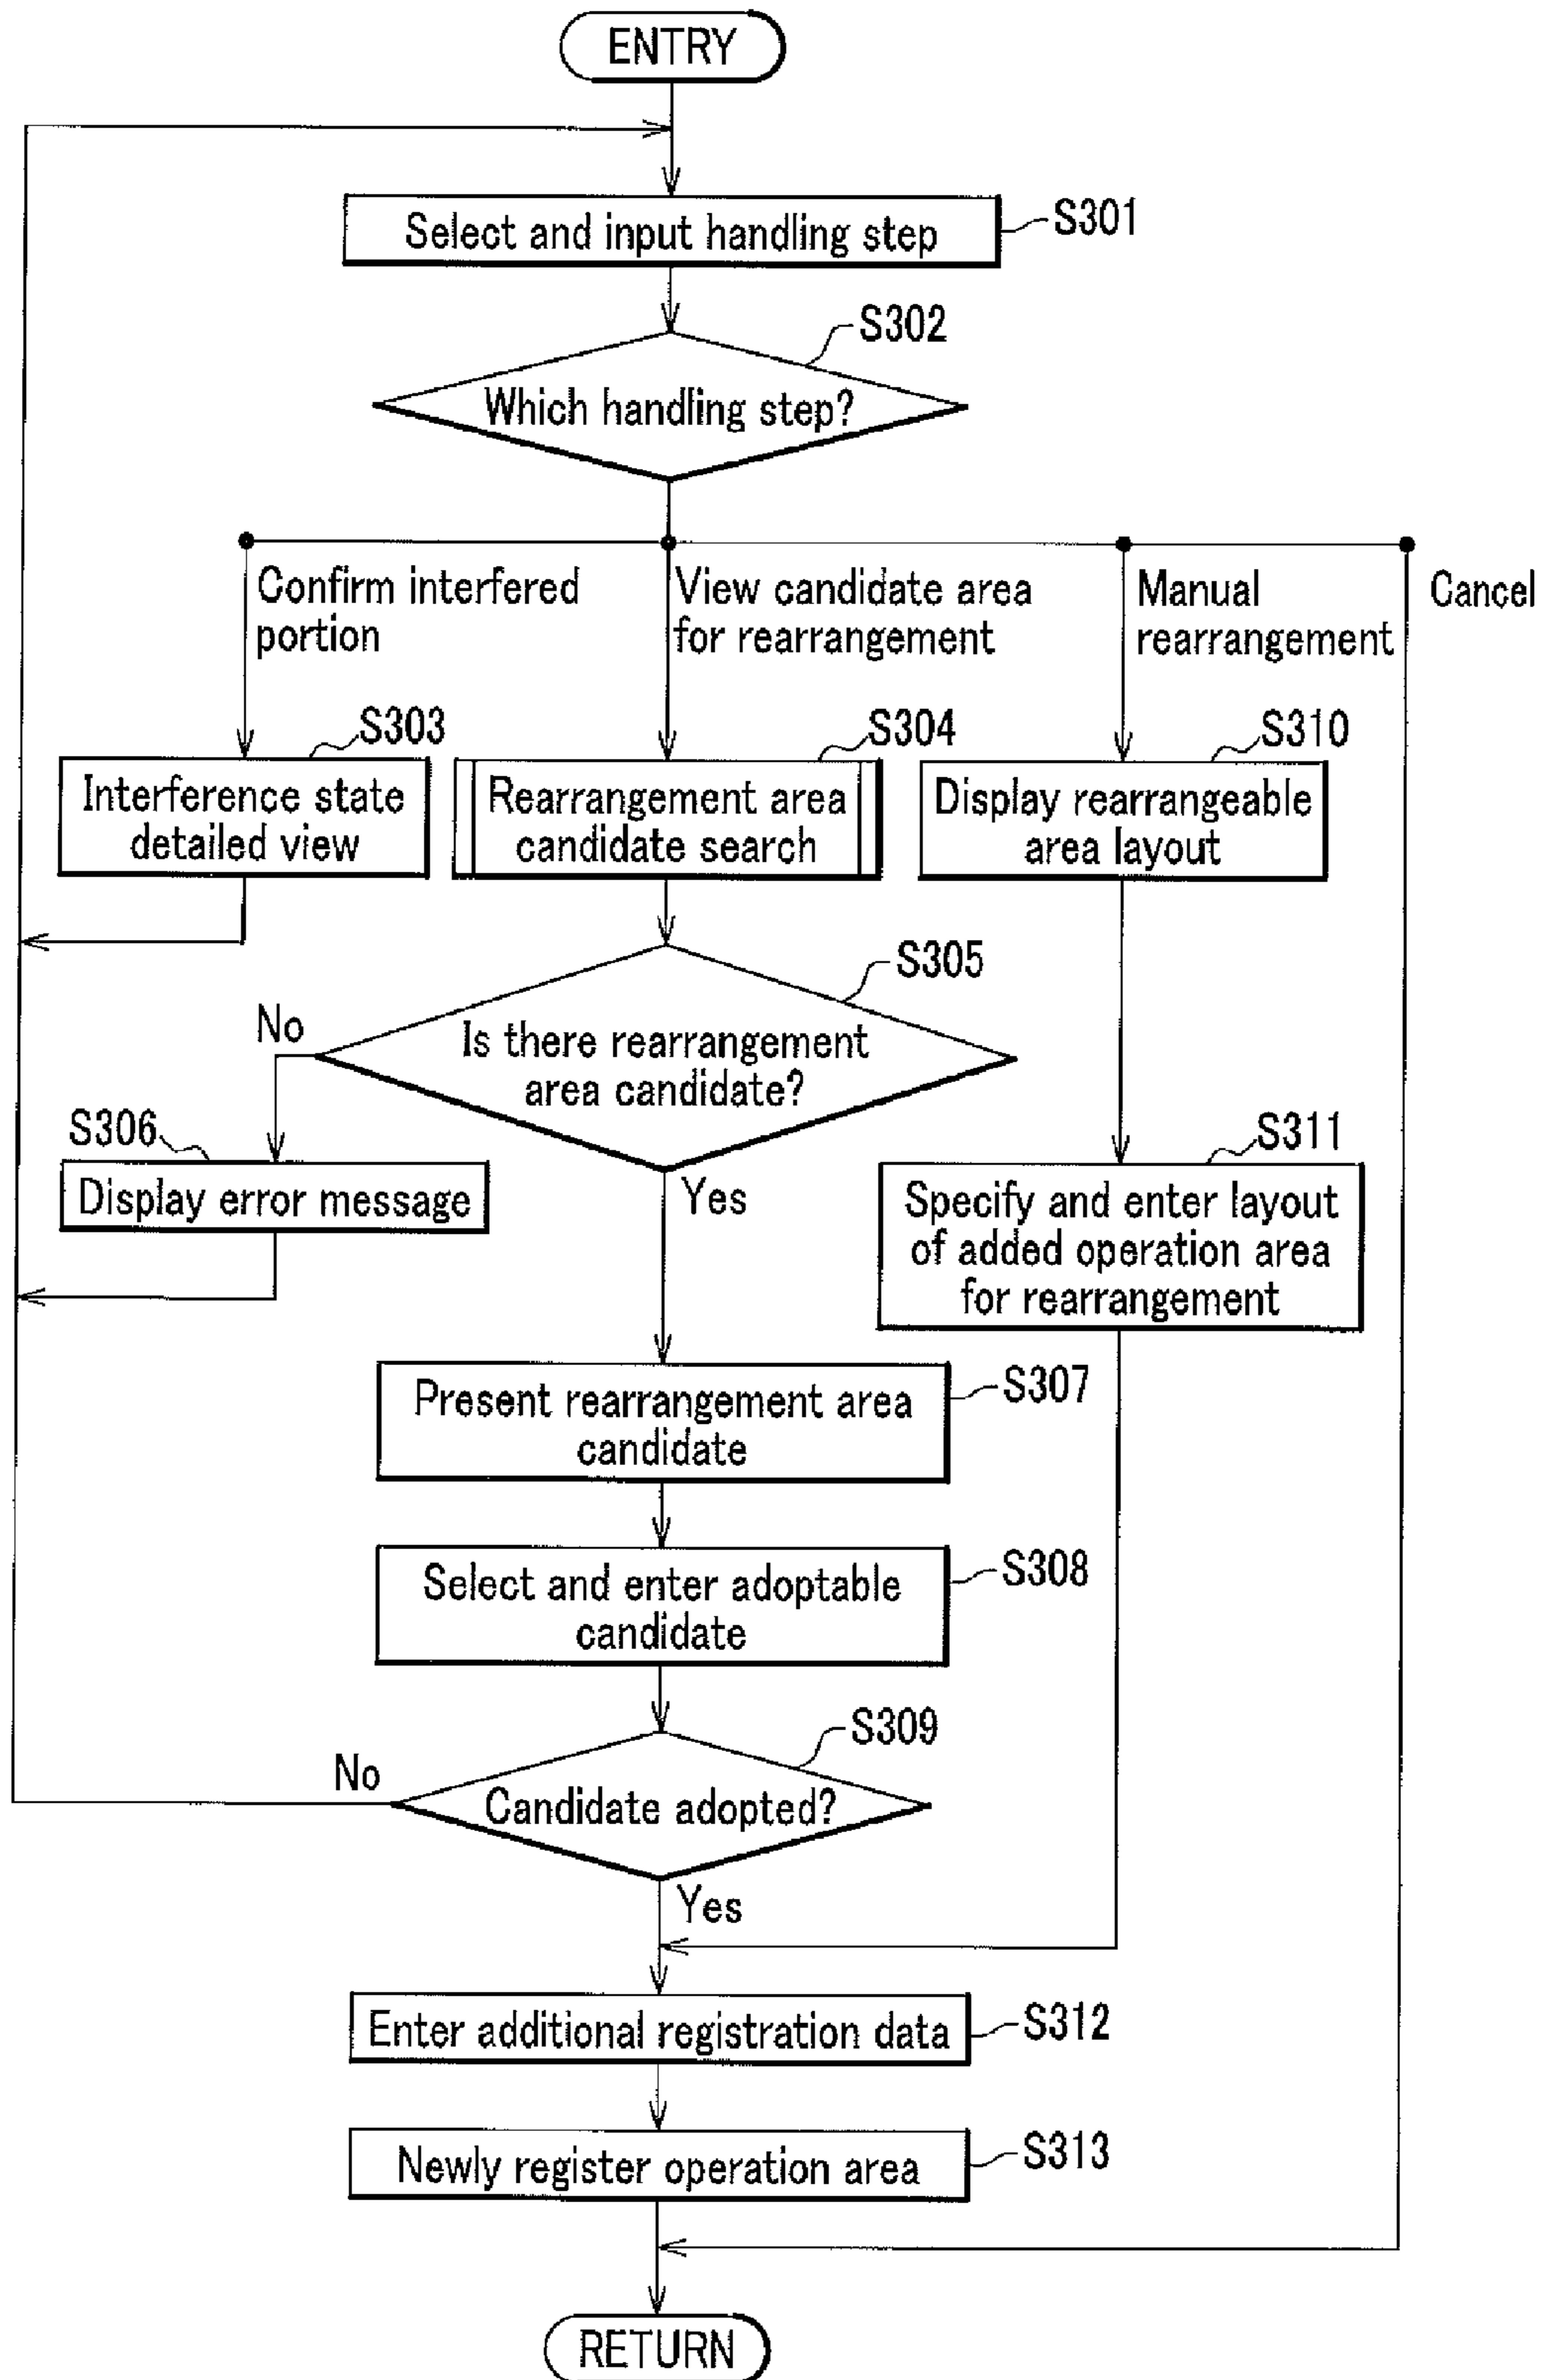 ENTRY
Select and input handling step
S301
S302
Which handling step?
Confirm interfered
portion
View candidate area
for rearrangement
Manual
rearrangement
Cancel
S303
Interference state
detailed view
S304
Rearrangement area
candidate search
S310
Display rearrangeable
area layout
S305
No
Is there rearrangement
area candidate?
S306
Display error message
Yes
S311
Specify and enter layout
of added operation area
for rearrangement
Present rearrangement area
candidate
S307
Select and enter adoptable
candidate
S308
S309
No
Candidate adopted?
Yes
Enter additional registration data
S312
Newly register operation area
S313
RETURN